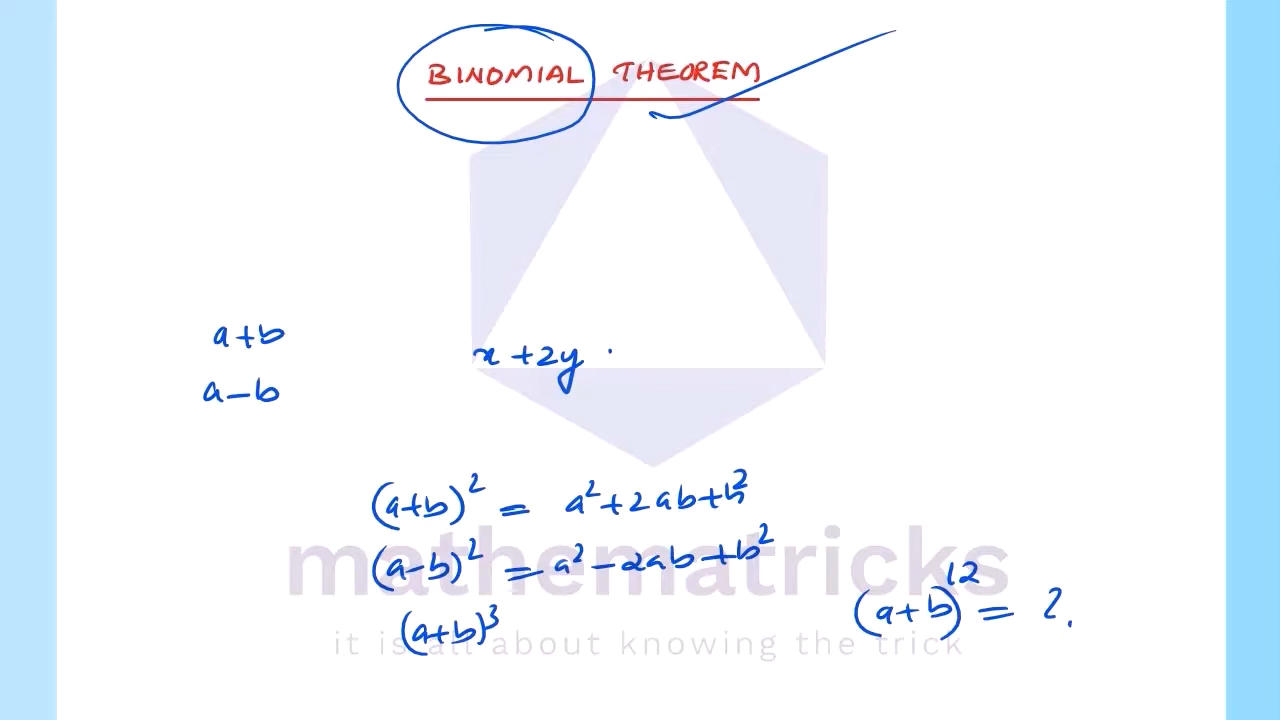 BINOMIAL THEOREM
a+b
x+2y .
a-b
(a+b)² = a²+2ab+b²
mathematricks
(a-b)² = a²-2ab+b²
(a+b)¹² = ?
(a+b)³
it is all about knowing the trick